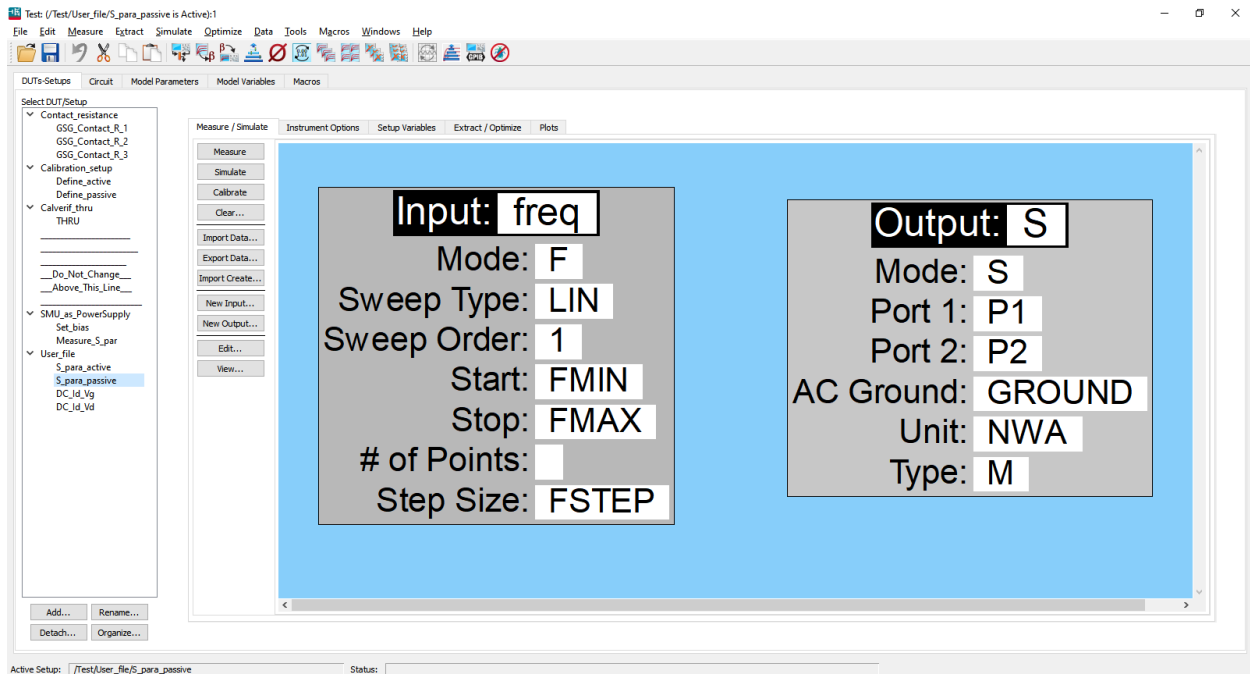 Test: (/Test/User_file/S_para_passive is Active):1
File Edit Measure Extract Simulate Optimize Data Tools Macros Windows Help
DUTs-Setups Circuit Model Parameters Model Variables Macros
Select DUT/Setup
Contact_resistance
GSG_Contact_R_1
GSG_Contact_R_2
GSG_Contact_R_3
Calibration_setup
Define_active
Define_passive
Calverif_thru
THRU
__Do_Not_Change__
__Above_This_Line__
SMU_as_PowerSupply
Set_bias
Measure_S_par
User_file
S_para_active
S_para_passive
DC_Id_Vg
DC_Id_Vd
Add... Rename...
Detach... Organize...
Measure / Simulate Instrument Options Setup Variables Extract / Optimize Plots
Measure
Simulate
Calibrate
Clear...
Import Data...
Export Data...
Import Create...
New Input...
New Output...
Edit...
View...
Input: freq
Mode: F
Sweep Type: LIN
Sweep Order: 1
Start: FMIN
Stop: FMAX
# of Points:
Step Size: FSTEP
Output: S
Mode: S
Port 1: P1
Port 2: P2
AC Ground: GROUND
Unit: NWA
Type: M
Active Setup: /Test/User_file/S_para_passive Status: